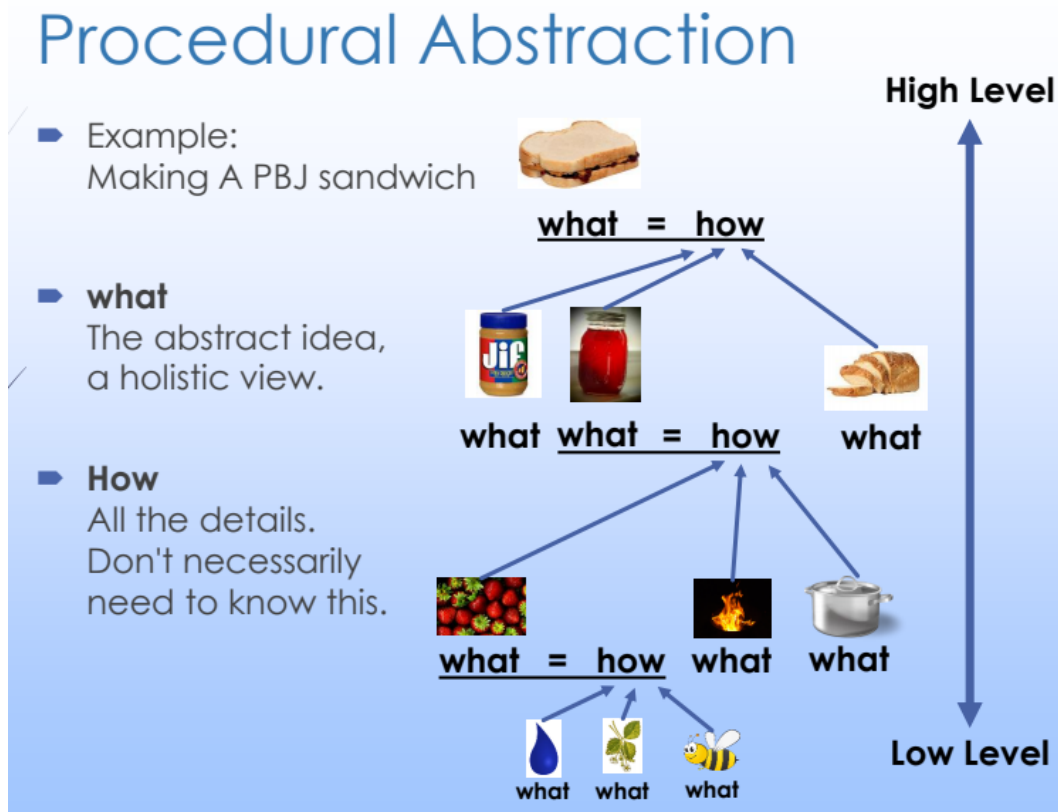 Procedural Abstraction
High Level
Example:
Making A PBJ sandwich
what = how
what
The abstract idea,
a holistic view.
Jif
what what = how what
How
All the details.
Don't necessarily
need to know this.
what = how what what
what what what
Low Level